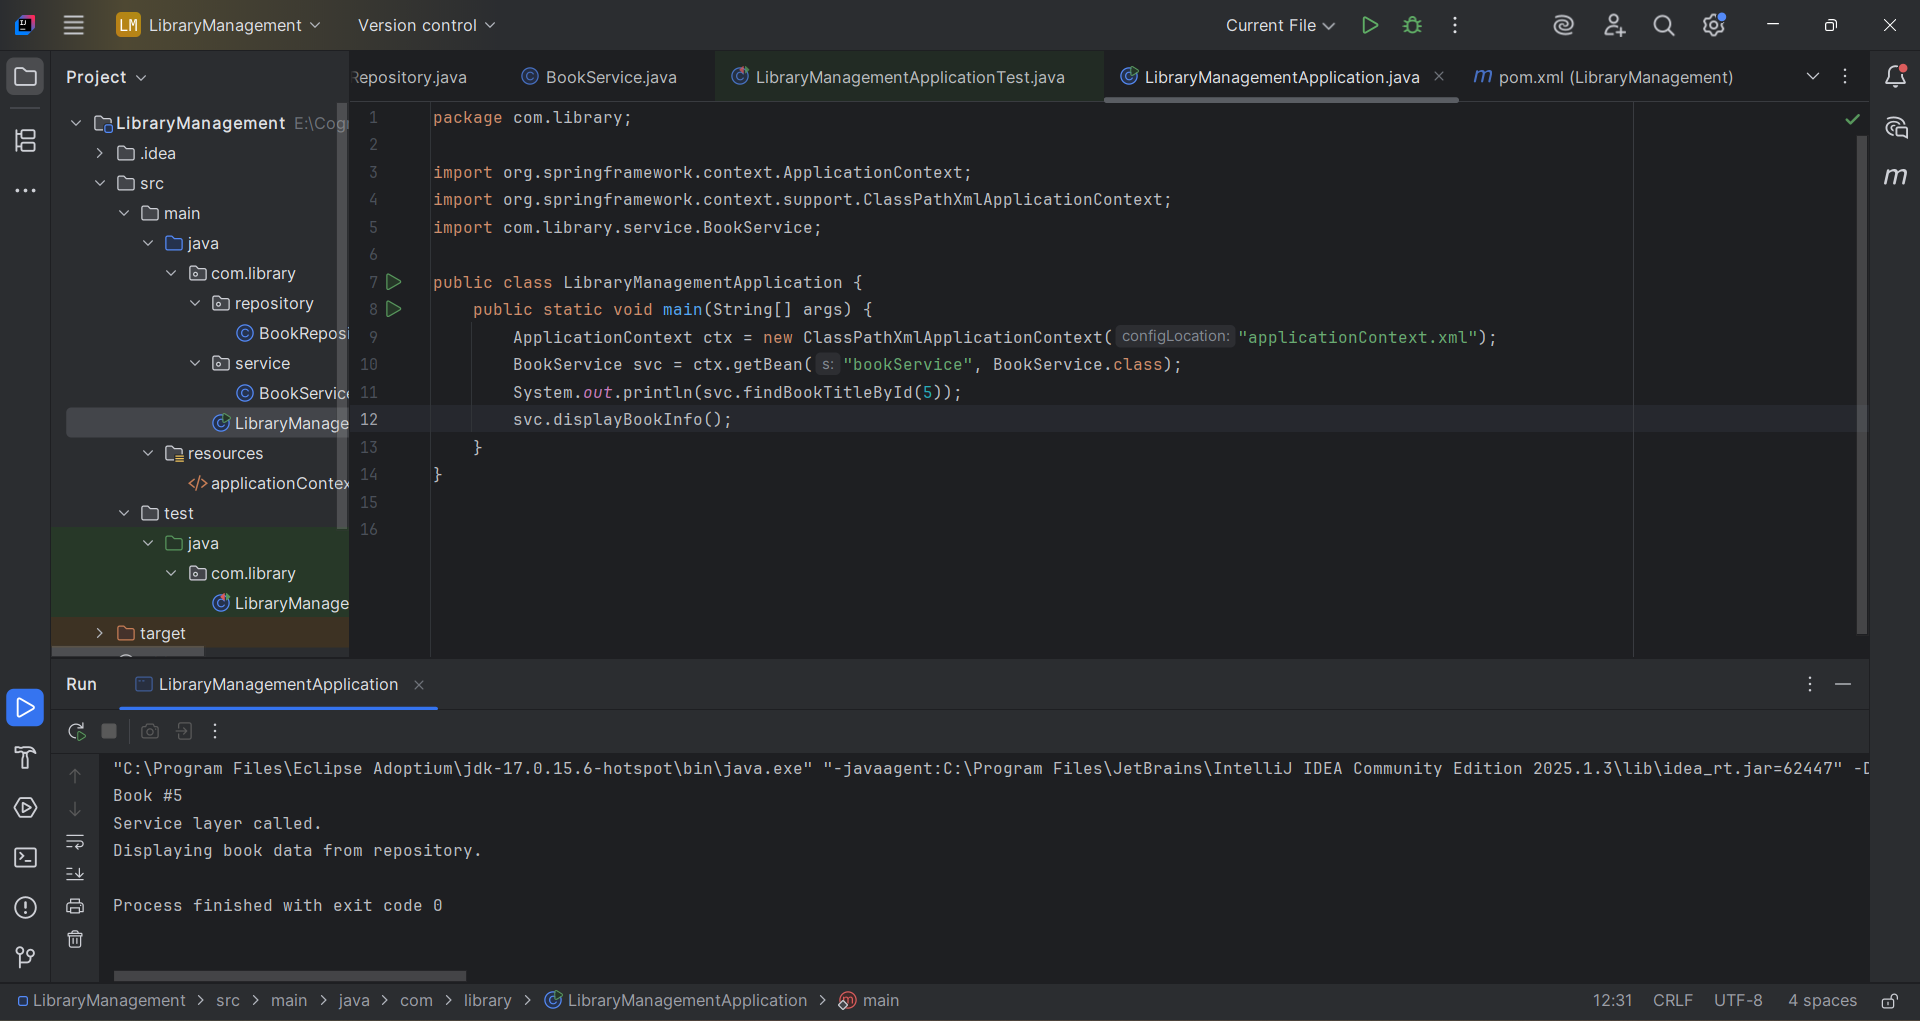 LM LibraryManagement Version control Current File
Project
Repository.java BookService.java LibraryManagementApplicationTest.java LibraryManagementApplication.java m pom.xml (LibraryManagement)
LibraryManagement E:\Cog
.idea
src
main
java
com.library
repository
BookReposi
service
BookService
LibraryManage
resources
applicationContex
test
java
com.library
LibraryManage
target
1 package com.library;
2
3 import org.springframework.context.ApplicationContext;
4 import org.springframework.context.support.ClassPathXmlApplicationContext;
5 import com.library.service.BookService;
6
7 public class LibraryManagementApplication {
8 public static void main(String[] args) {
9 ApplicationContext ctx = new ClassPathXmlApplicationContext( configLocation: "applicationContext.xml");
10 BookService svc = ctx.getBean( s: "bookService", BookService.class);
11 System.out.println(svc.findBookTitleById(5));
12 svc.displayBookInfo();
13 }
14 }
15
16
m
Run LibraryManagementApplication
"C:\Program Files\Eclipse Adoptium\jdk-17.0.15.6-hotspot\bin\java.exe" "-javaagent:C:\Program Files\JetBrains\IntelliJ IDEA Community Edition 2025.1.3\lib\idea_rt.jar=62447" -D
Book #5
Service layer called.
Displaying book data from repository.
Process finished with exit code 0
LibraryManagement > src > main > java > com > library > LibraryManagementApplication > m main 12:31 CRLF UTF-8 4 spaces